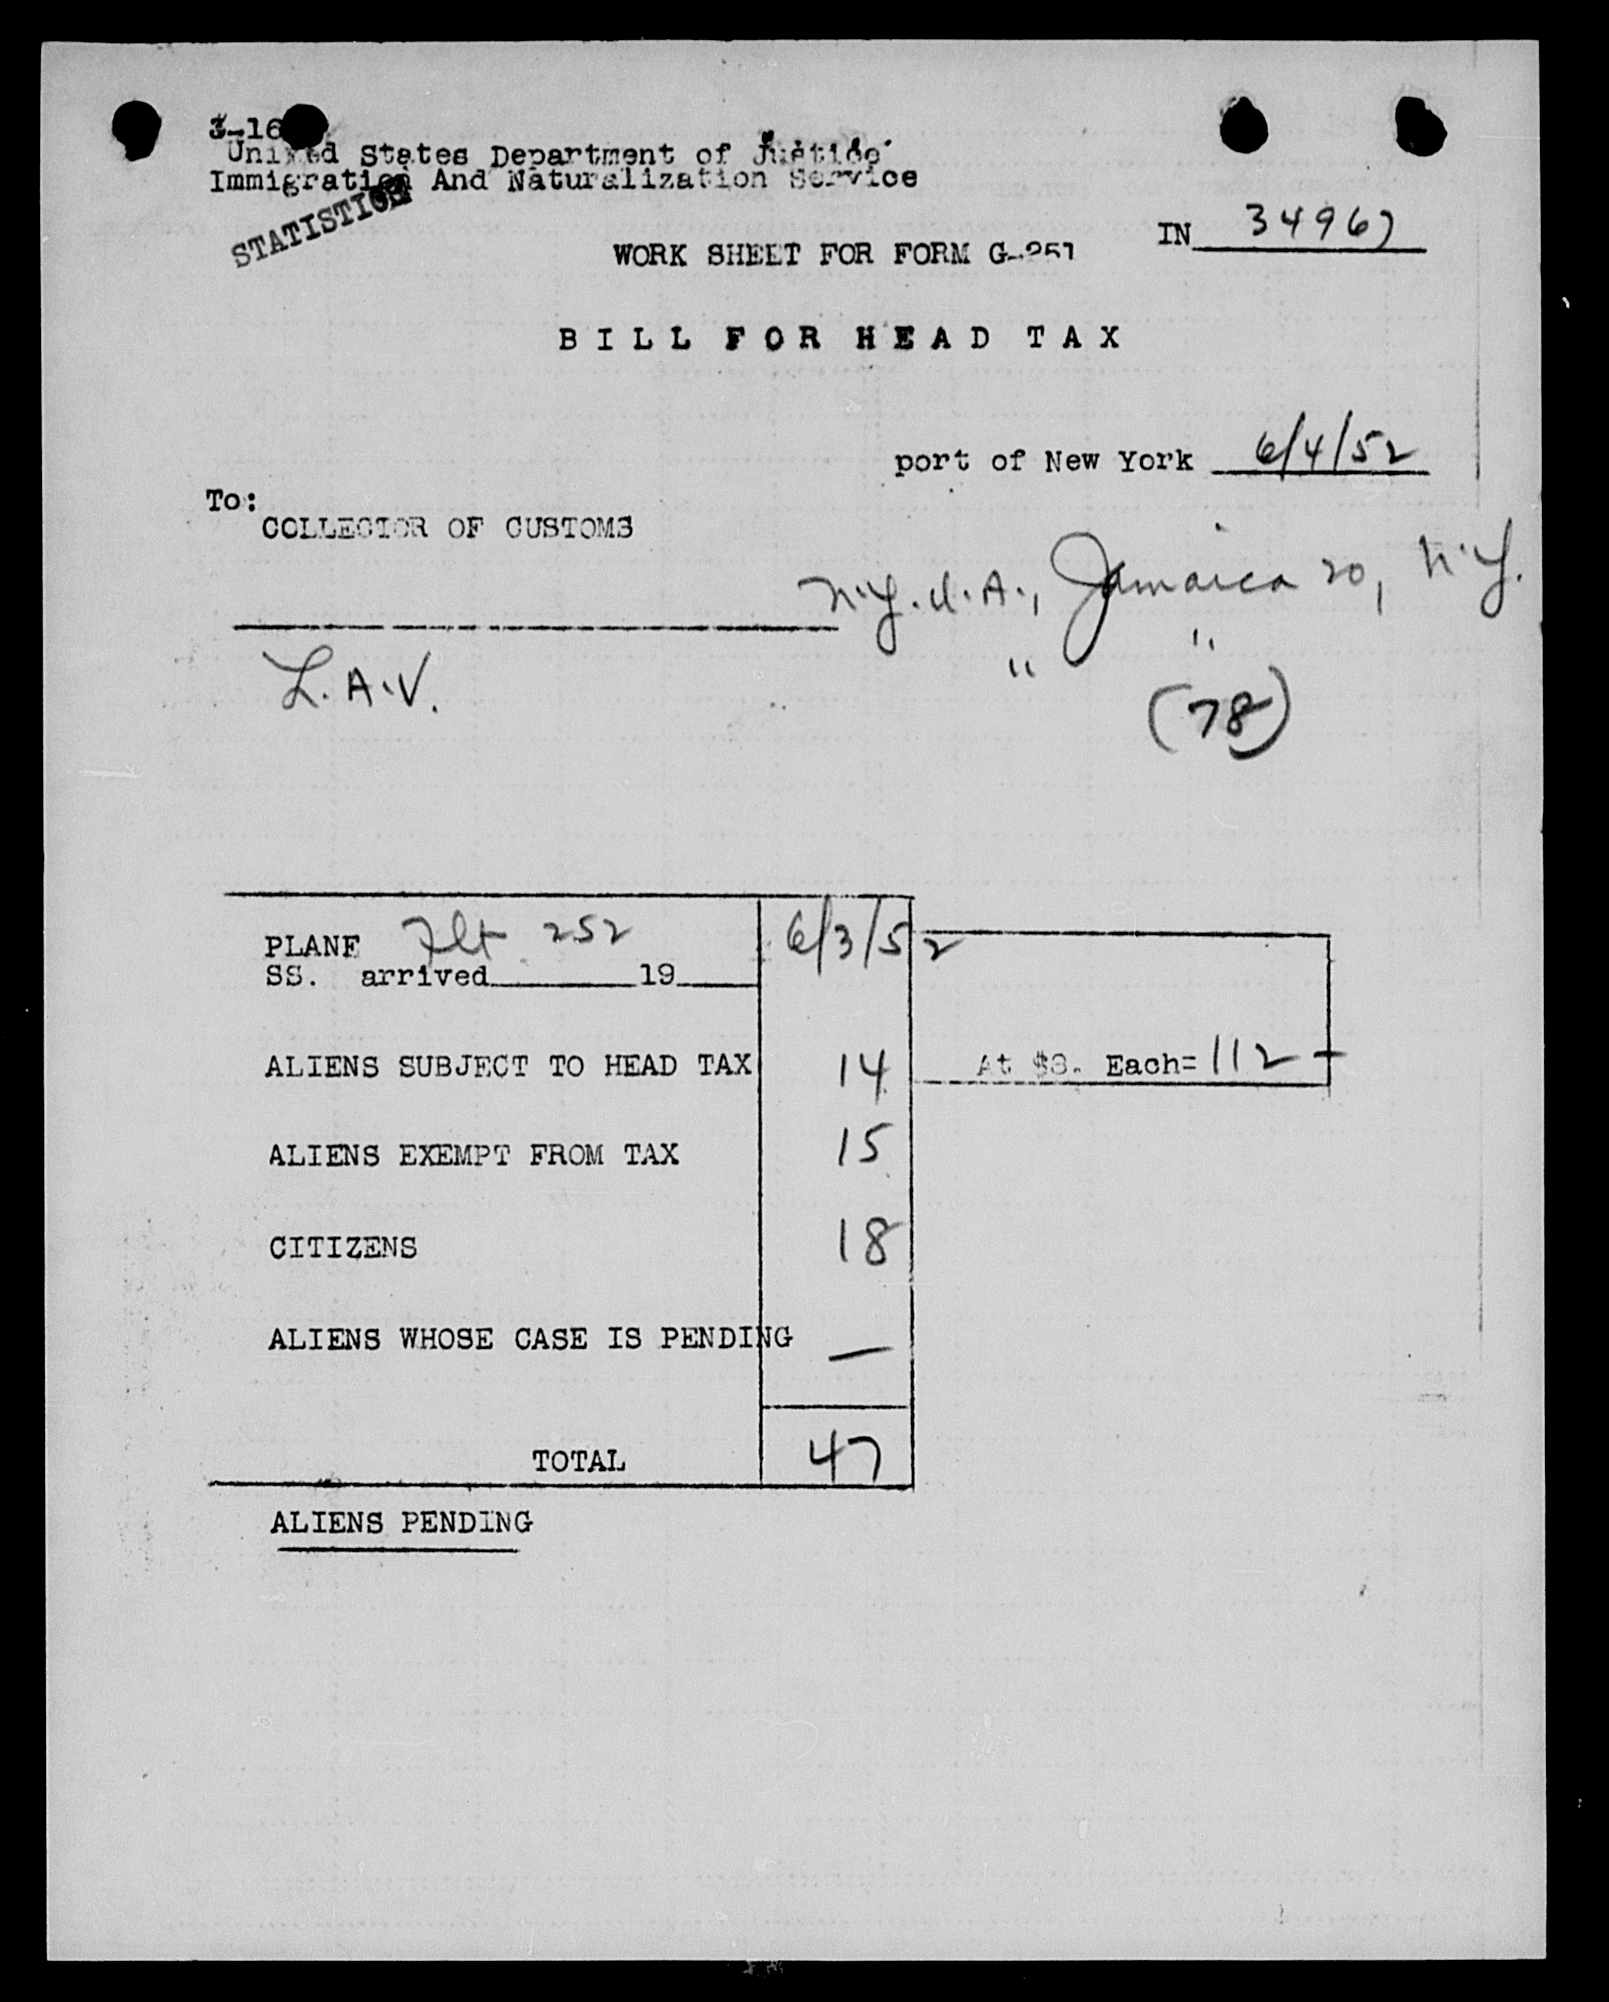 3-16
United States Department of Justice
Immigration And Naturalization Service
STATISTICS
IN 34967
WORK SHEET FOR FORM G-251
BILL FOR HEAD TAX
port of New York 6/4/52
To:
COLLECTOR OF CUSTOMS
N.Y.I.A., Jamaica 20, N.Y.
" "
L.A.V. (78)
PLANE Flt 252 6/3/52
SS. arrived 19
ALIENS SUBJECT TO HEAD TAX 14 At $8. Each= 112 —
ALIENS EXEMPT FROM TAX 15
CITIZENS 18
ALIENS WHOSE CASE IS PENDING —
TOTAL 47
ALIENS PENDING